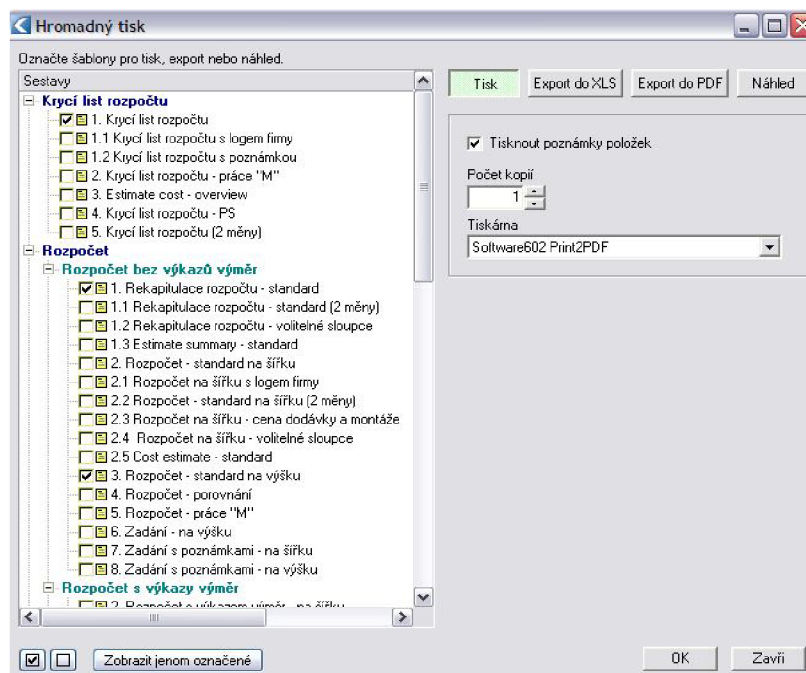 Hromadný tisk
Označte šablony pro tisk, export nebo náhled.
Sestavy
Krycí list rozpočtu
1. Krycí list rozpočtu
1.1 Krycí list rozpočtu s logem firmy
1.2 Krycí list rozpočtu s poznámkou
2. Krycí list rozpočtu - práce "M"
3. Estimate cost - overview
4. Krycí list rozpočtu - PS
5. Krycí list rozpočtu (2 měny)
Rozpočet
Rozpočet bez výkazů výměr
1. Rekapitulace rozpočtu - standard
1.1 Rekapitulace rozpočtu - standard (2 měny)
1.2 Rekapitulace rozpočtu - volitelné sloupce
1.3 Estimate summary - standard
2. Rozpočet - standard na šířku
2.1 Rozpočet na šířku s logem firmy
2.2 Rozpočet - standard na šířku (2 měny)
2.3 Rozpočet na šířku - cena dodávky a montáže
2.4 Rozpočet na šířku - volitelné sloupce
2.5 Cost estimate - standard
3. Rozpočet - standard na výšku
4. Rozpočet - porovnání
5. Rozpočet - práce "M"
6. Zadání - na výšku
7. Zadání s poznámkami - na šířku
8. Zadání s poznámkami - na výšku
Rozpočet s výkazy výměr
2. Rozpočet s výkazem výměr - na šířku
Tisk
Export do XLS
Export do PDF
Náhled
Tisknout poznámky položek
Počet kopií
1
Tiskárna
Software602 Print2PDF
Zobrazit jenom označené
OK
Zavři